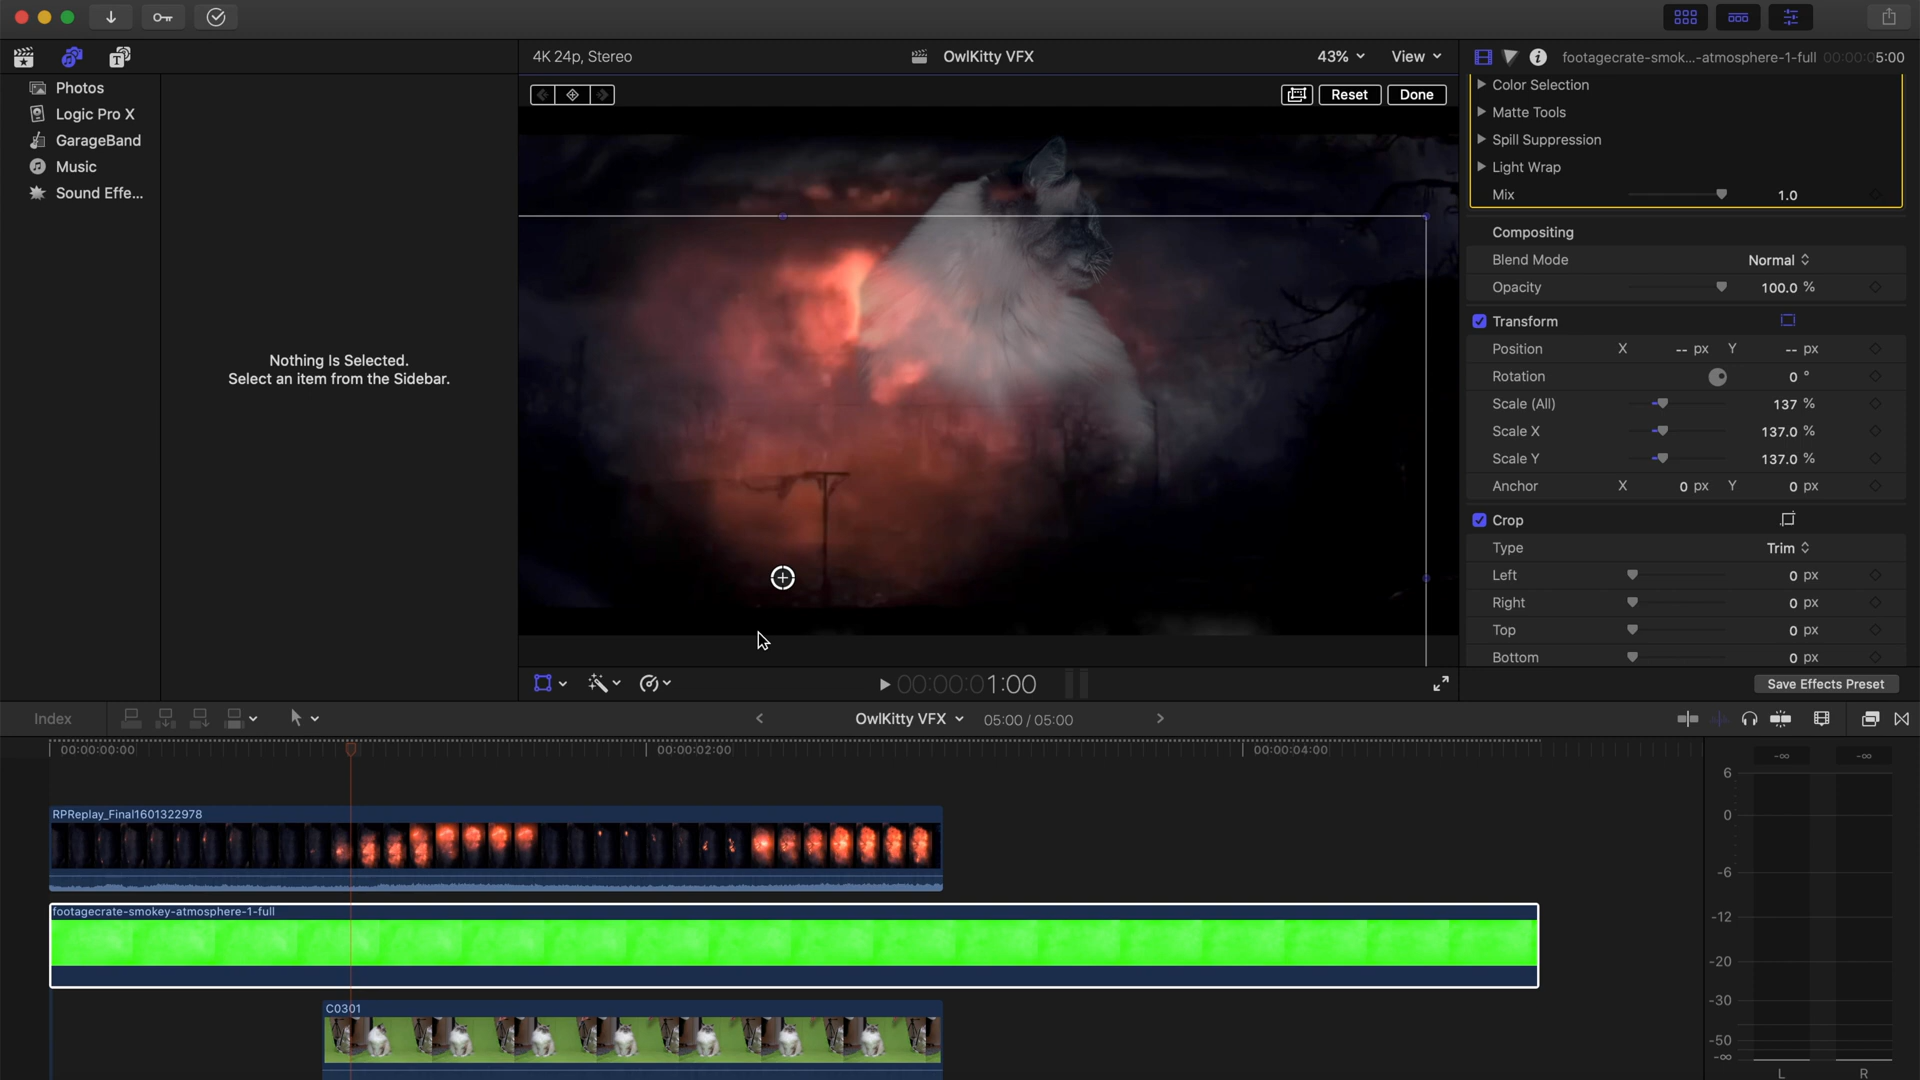 4K 24p, Stereo
OwlKitty VFX
43%
View
footagecrate-smok...-atmosphere-1-full
00:00:05:00
Photos
Logic Pro X
GarageBand
Music
Sound Effe...
Nothing Is Selected.
Select an item from the Sidebar.
Reset
Done
Color Selection
Matte Tools
Spill Suppression
Light Wrap
Mix 1.0
Compositing
Blend Mode Normal
Opacity 100.0 %
Transform
Position X -- px Y -- px
Rotation 0 °
Scale (All) 137 %
Scale X 137.0 %
Scale Y 137.0 %
Anchor X 0 px Y 0 px
Crop
Type Trim
Left 0 px
Right 0 px
Top 0 px
Bottom 0 px
00:00:01:00
Save Effects Preset
Index
OwlKitty VFX
05:00 / 05:00
00:00:00:00
00:00:02:00
00:00:04:00
RPReplay_Final1601322978
footagecrate-smokey-atmosphere-1-full
C0301
-∞ -∞
6
0
-6
-12
-20
-30
-50
-∞
L R